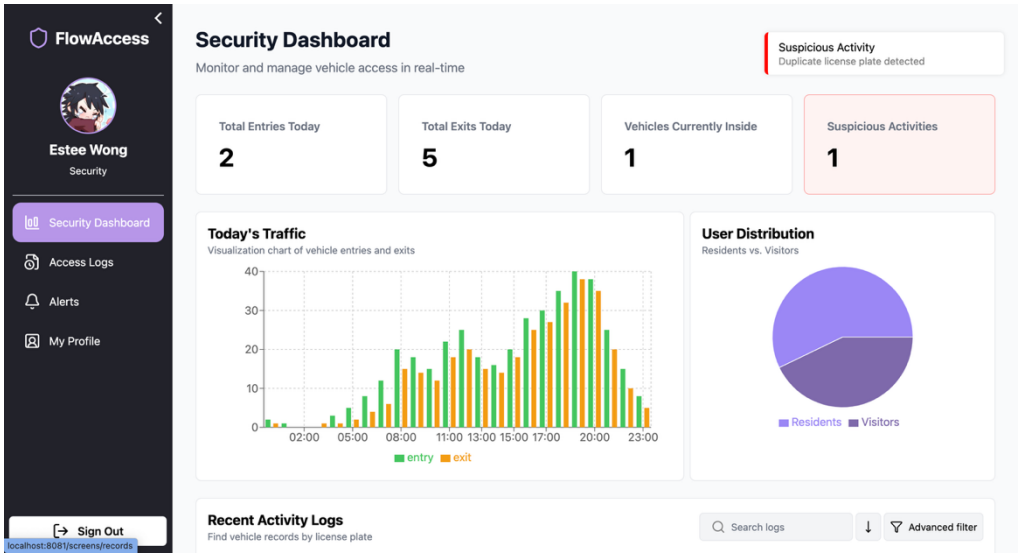 FlowAccess
Estee Wong
Security
Security Dashboard
Access Logs
Alerts
My Profile
Sign Out
localhost:8081/screens/records
Security Dashboard
Monitor and manage vehicle access in real-time
Suspicious Activity
Duplicate license plate detected
Total Entries Today
2
Total Exits Today
5
Vehicles Currently Inside
1
Suspicious Activities
1
Today's Traffic
Visualization chart of vehicle entries and exits
40
30
20
10
0
02:00 05:00 08:00 11:00 13:00 15:00 17:00 20:00 23:00
entry exit
User Distribution
Residents vs. Visitors
Residents Visitors
Recent Activity Logs
Find vehicle records by license plate
Search logs
Advanced filter